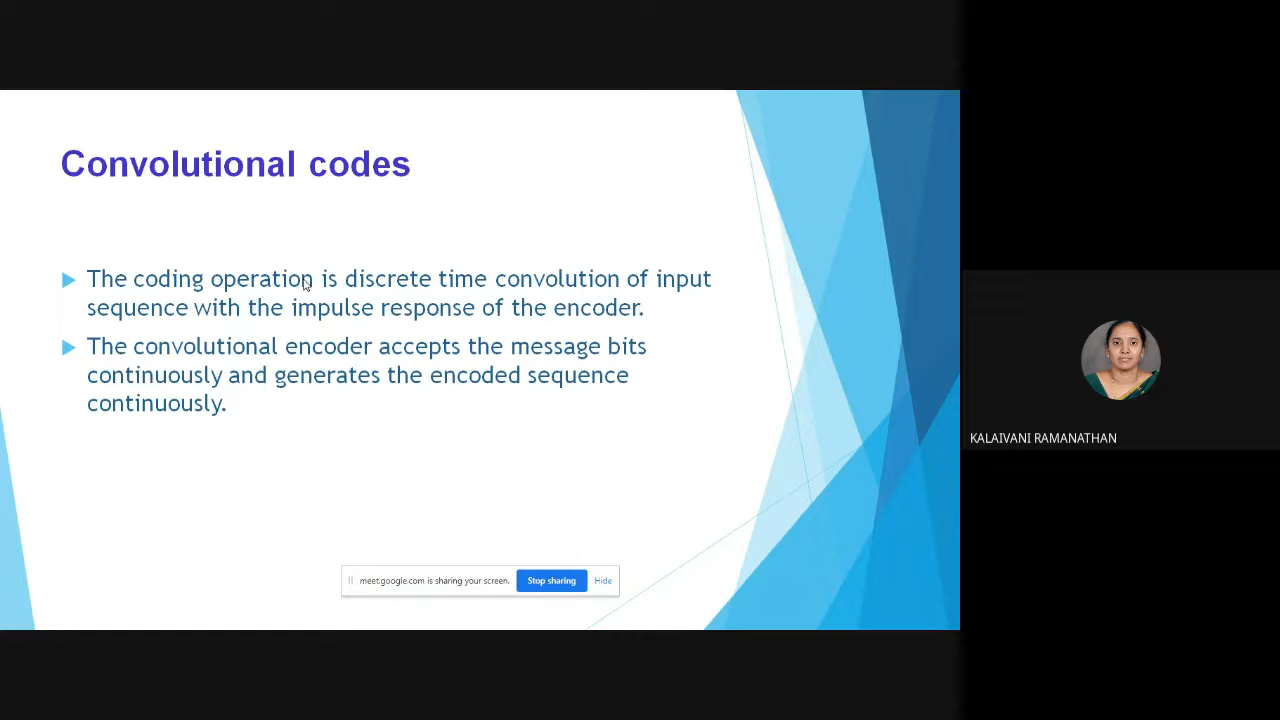 Convolutional codes
The coding operation is discrete time convolution of input
sequence with the impulse response of the encoder.
The convolutional encoder accepts the message bits
continuously and generates the encoded sequence
continuously.
KALAIVANI RAMANATHAN
meet.google.com is sharing your screen. Stop sharing Hide